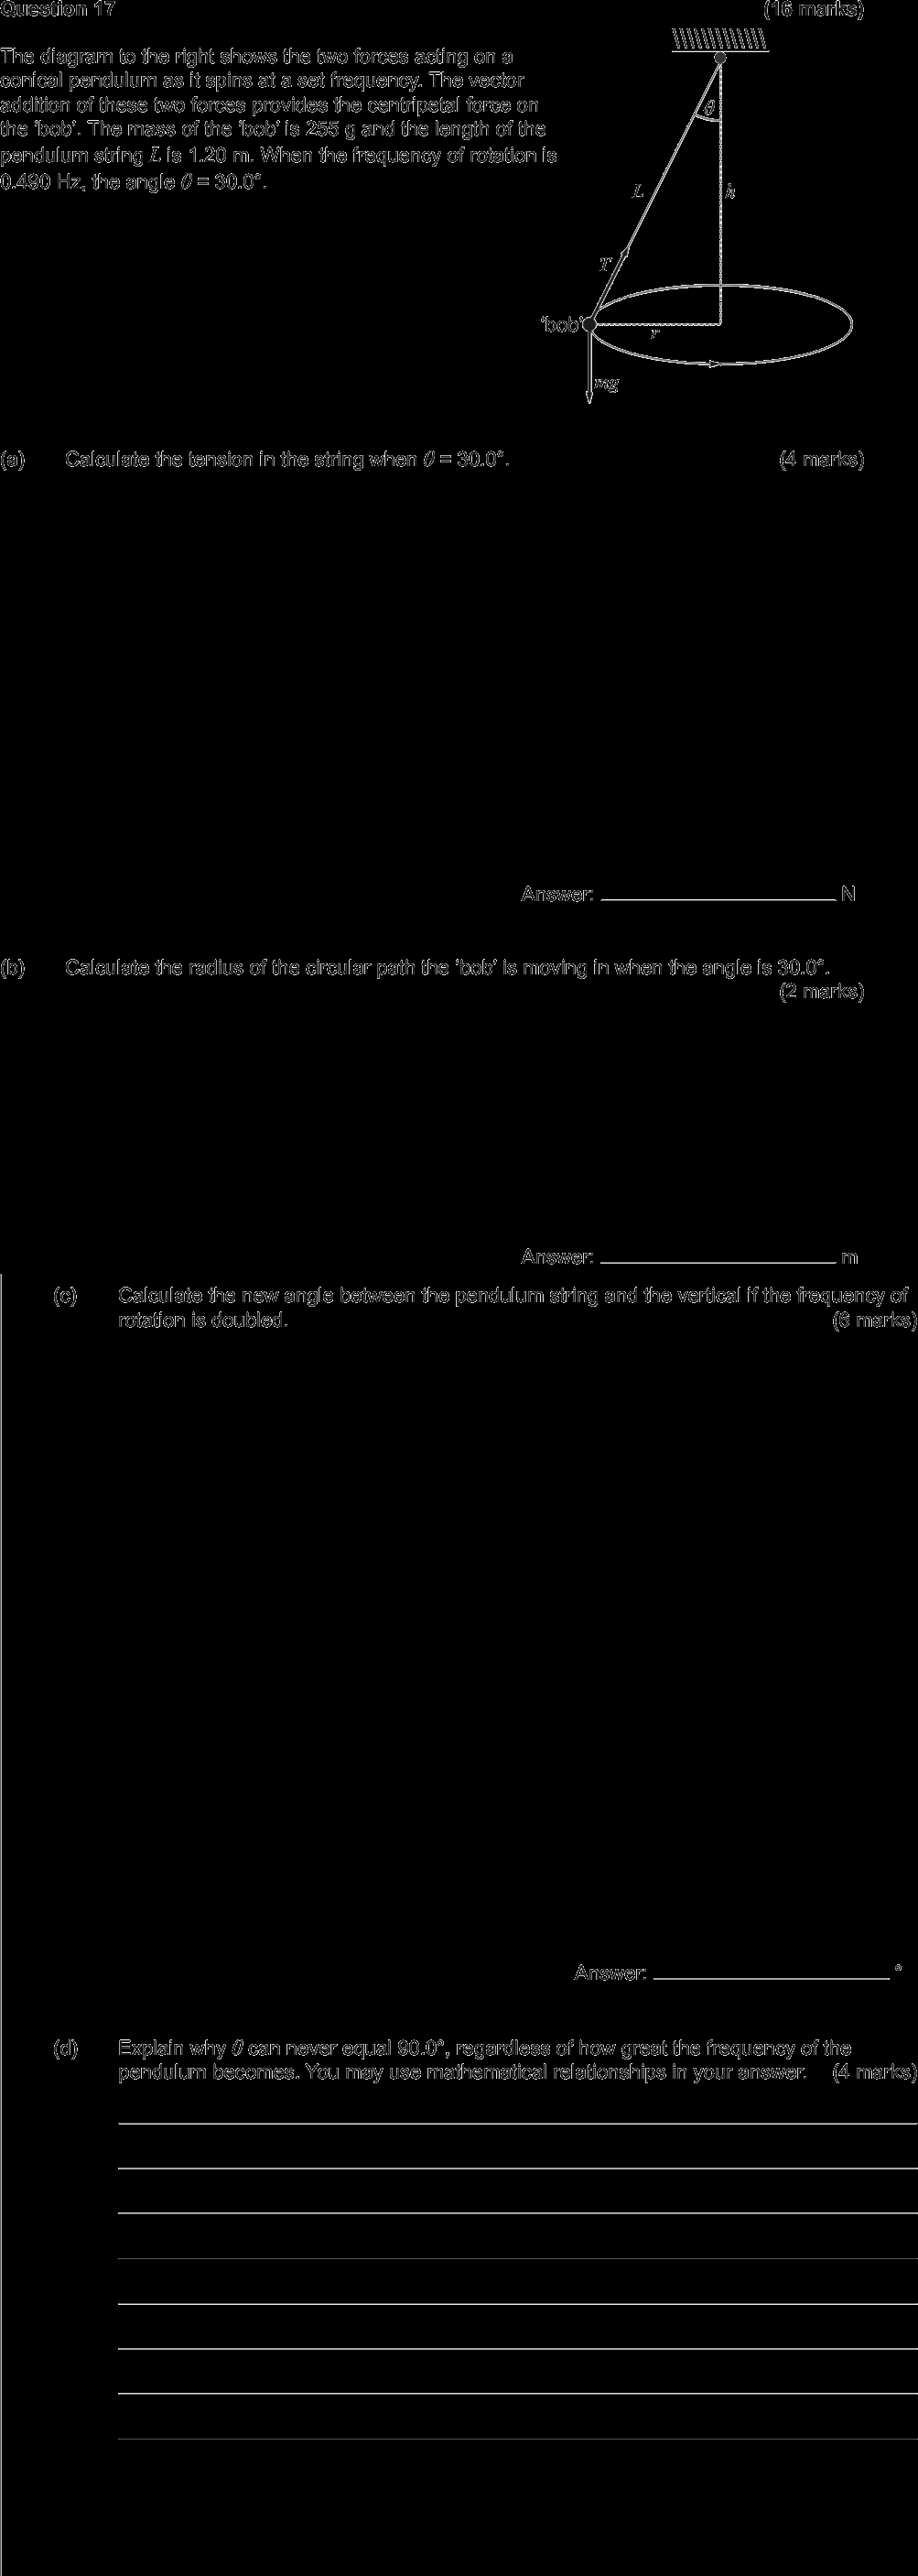 Question 17
(16 marks)
The diagram to the right shows the two forces acting on a
conical pendulum as it spins at a set frequency. The vector
addition of these two forces provides the centripetal force on
the 'bob'. The mass of the 'bob' is 255 g and the length of the
pendulum string L is 1.20 m. When the frequency of rotation is
0.490 Hz, the angle θ = 30.0°.
θ
L
h
T
'bob'
r
mg
(a) Calculate the tension in the string when θ = 30.0°. (4 marks)
Answer: N
(b) Calculate the radius of the circular path the 'bob' is moving in when the angle is 30.0°.
(2 marks)
Answer: m
(c) Calculate the new angle between the pendulum string and the vertical if the frequency of
rotation is doubled. (6 marks)
Answer: °
(d) Explain why θ can never equal 90.0°, regardless of how great the frequency of the
pendulum becomes. You may use mathematical relationships in your answer. (4 marks)